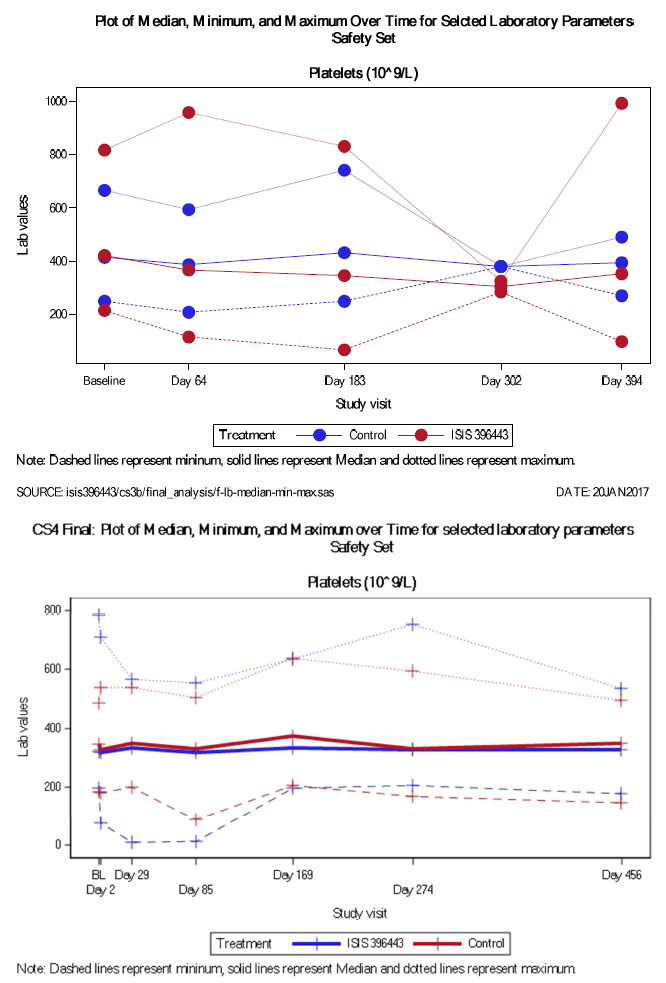 Plot of Median, Minimum, and Maximum Over Time for Selcted Laboratory Parameters
Safety Set
Platelets (10^9/L)
1000
800
600
400
200
Lab values
Baseline Day 64 Day 183 Day 302 Day 394
Study visit
Treatment Control ISIS 396443
Note: Dashed lines represent mininum, solid lines represent Median and dotted lines represent maximum.
SOURCE: isis396443/cs3b/final_analysis/f-lb-median-min-max.sas DATE: 20JAN2017
CS4 Final: Plot of Median, Minimum, and Maximum over Time for selected laboratory parameters
Safety Set
Platelets (10^9/L)
800
600
400
200
0
Lab values
BL Day 29 Day 169 Day 456
Day 2 Day 85 Day 274
Study visit
Treatment ISIS 396443 Control
Note: Dashed lines represent mininum, solid lines represent Median and dotted lines represent maximum.